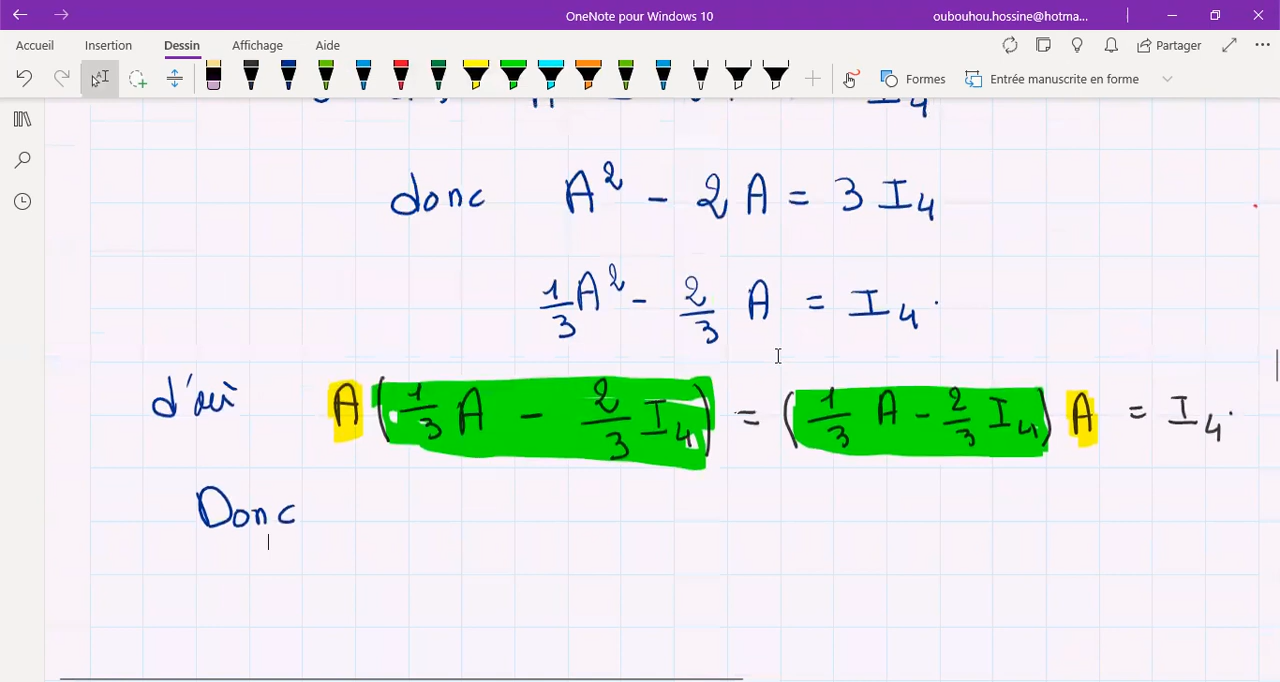 OneNote pour Windows 10
oubouhou.hossine@hotma...
Accueil Insertion Dessin Affichage Aide
Partager
Formes Entrée manuscrite en forme
I₄
donc A² - 2A = 3 I₄
1/3 A² - 2/3 A = I₄.
d'où A(1/3 A - 2/3 I₄) = (1/3 A - 2/3 I₄) A = I₄.
Donc